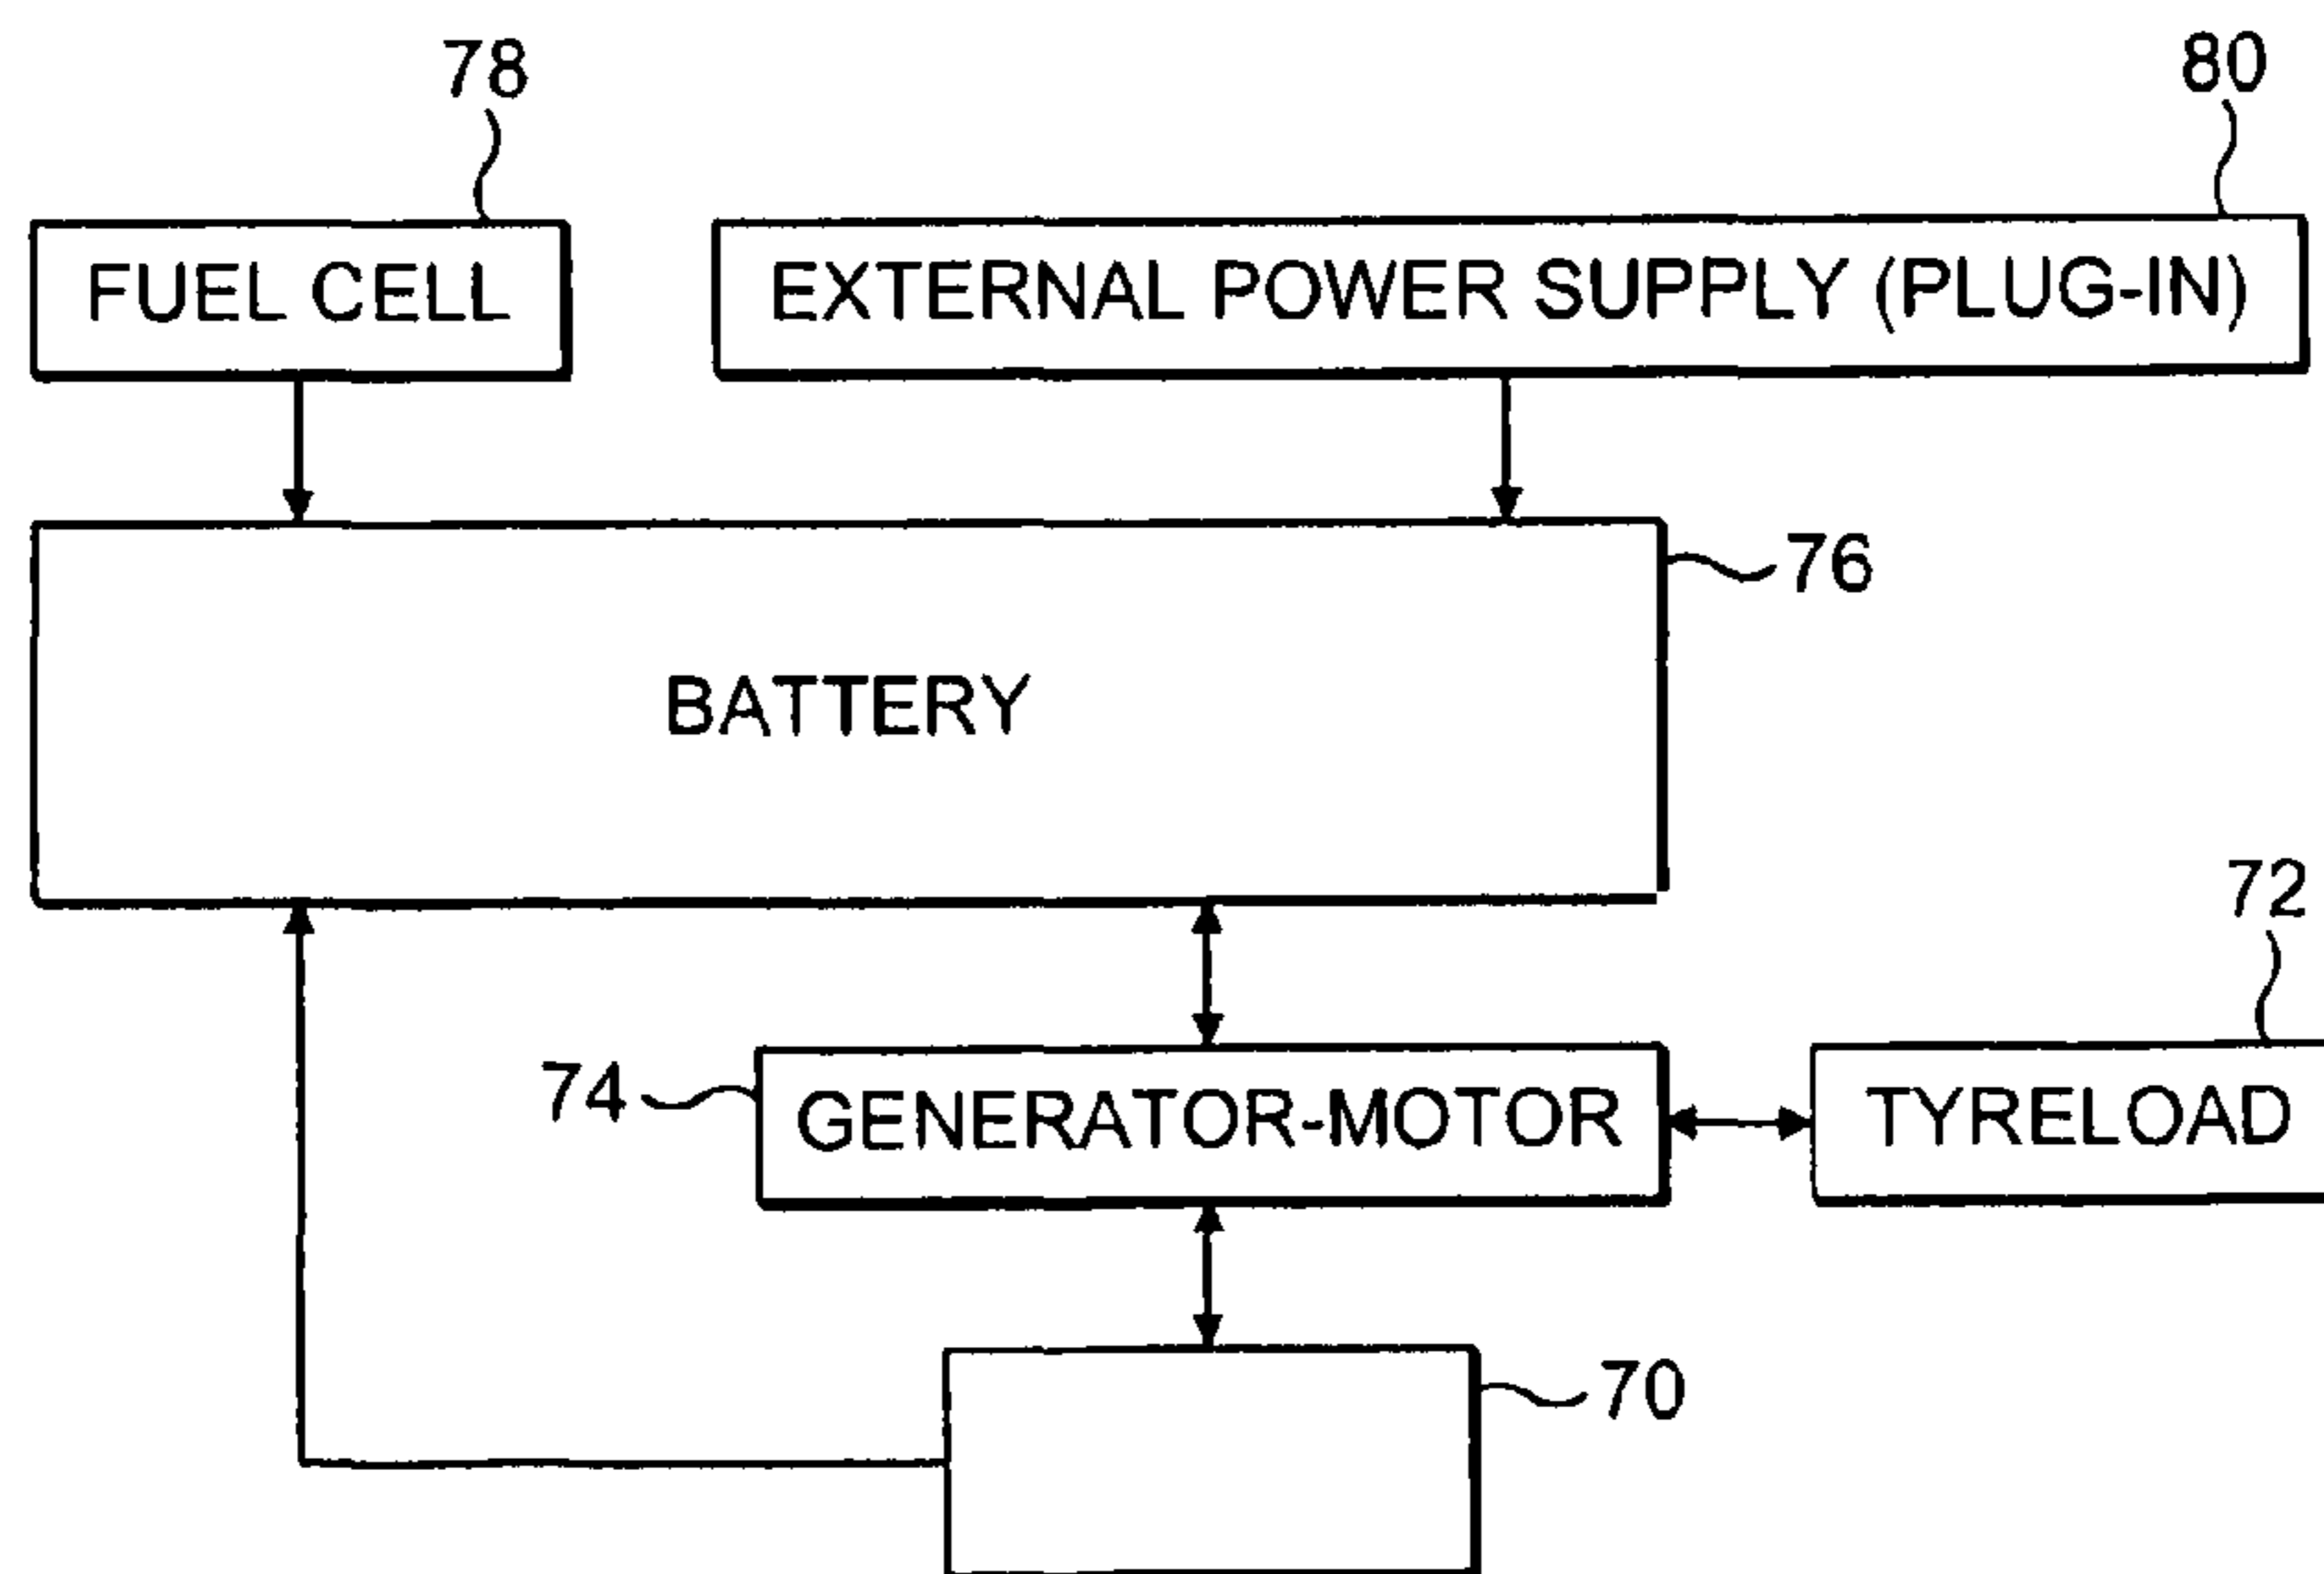 78
80
FUEL CELL
EXTERNAL POWER SUPPLY (PLUG-IN)
76
BATTERY
72
74
GENERATOR-MOTOR
TYRELOAD
70